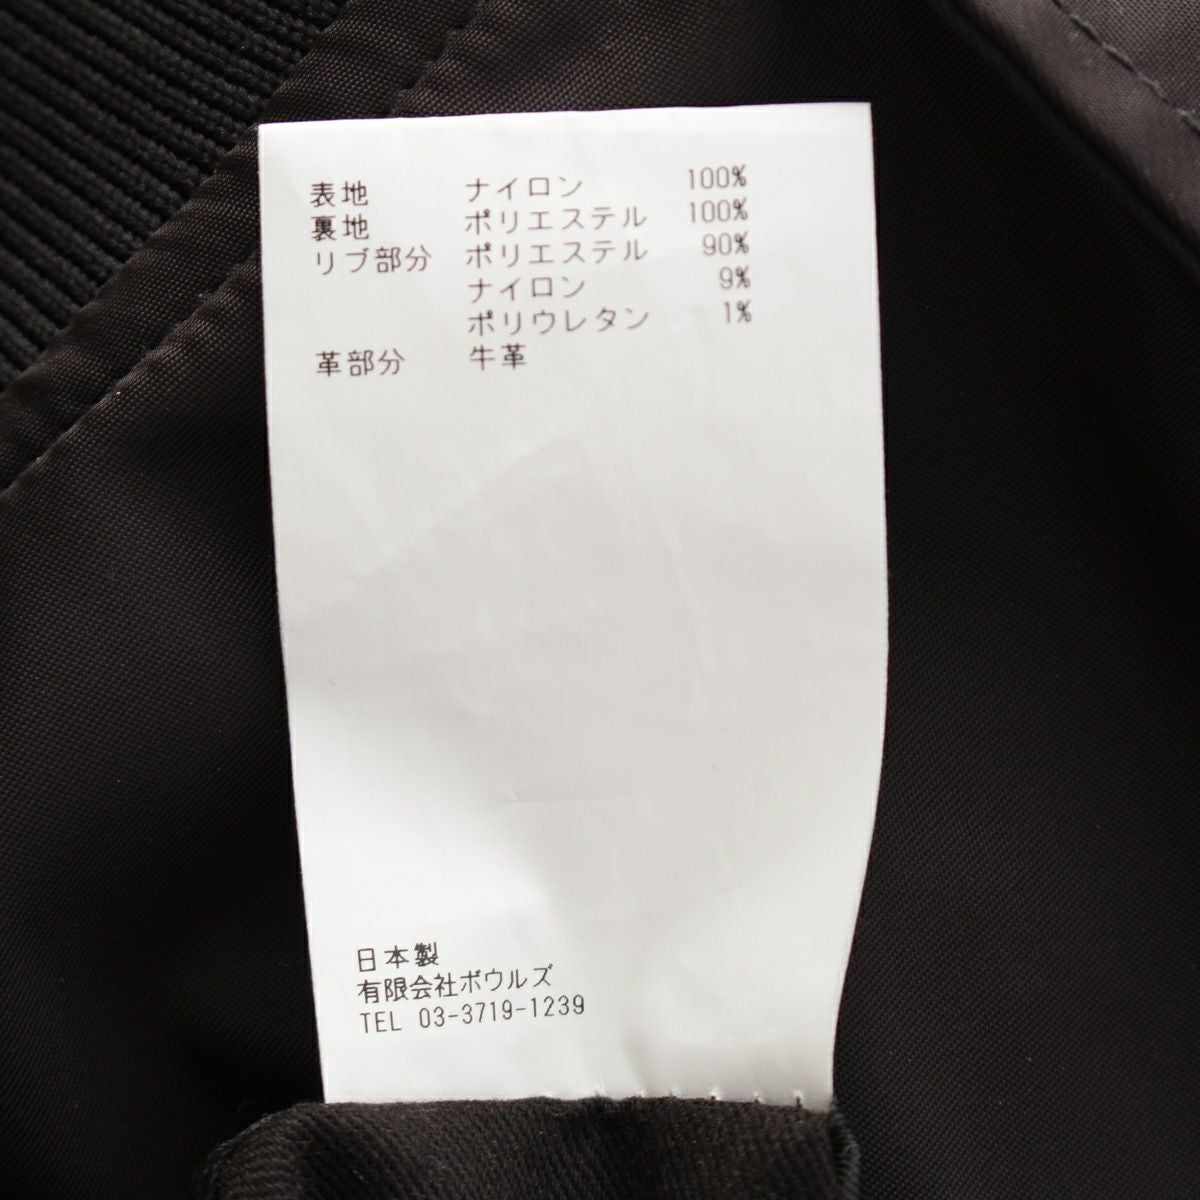 表地 ナイロン 100%
裏地 ポリエステル 100%
リブ部分 ポリエステル 90%
ナイロン 9%
ポリウレタン 1%
革部分 牛革
日本製
有限会社ボウルズ
TEL 03-3719-1239